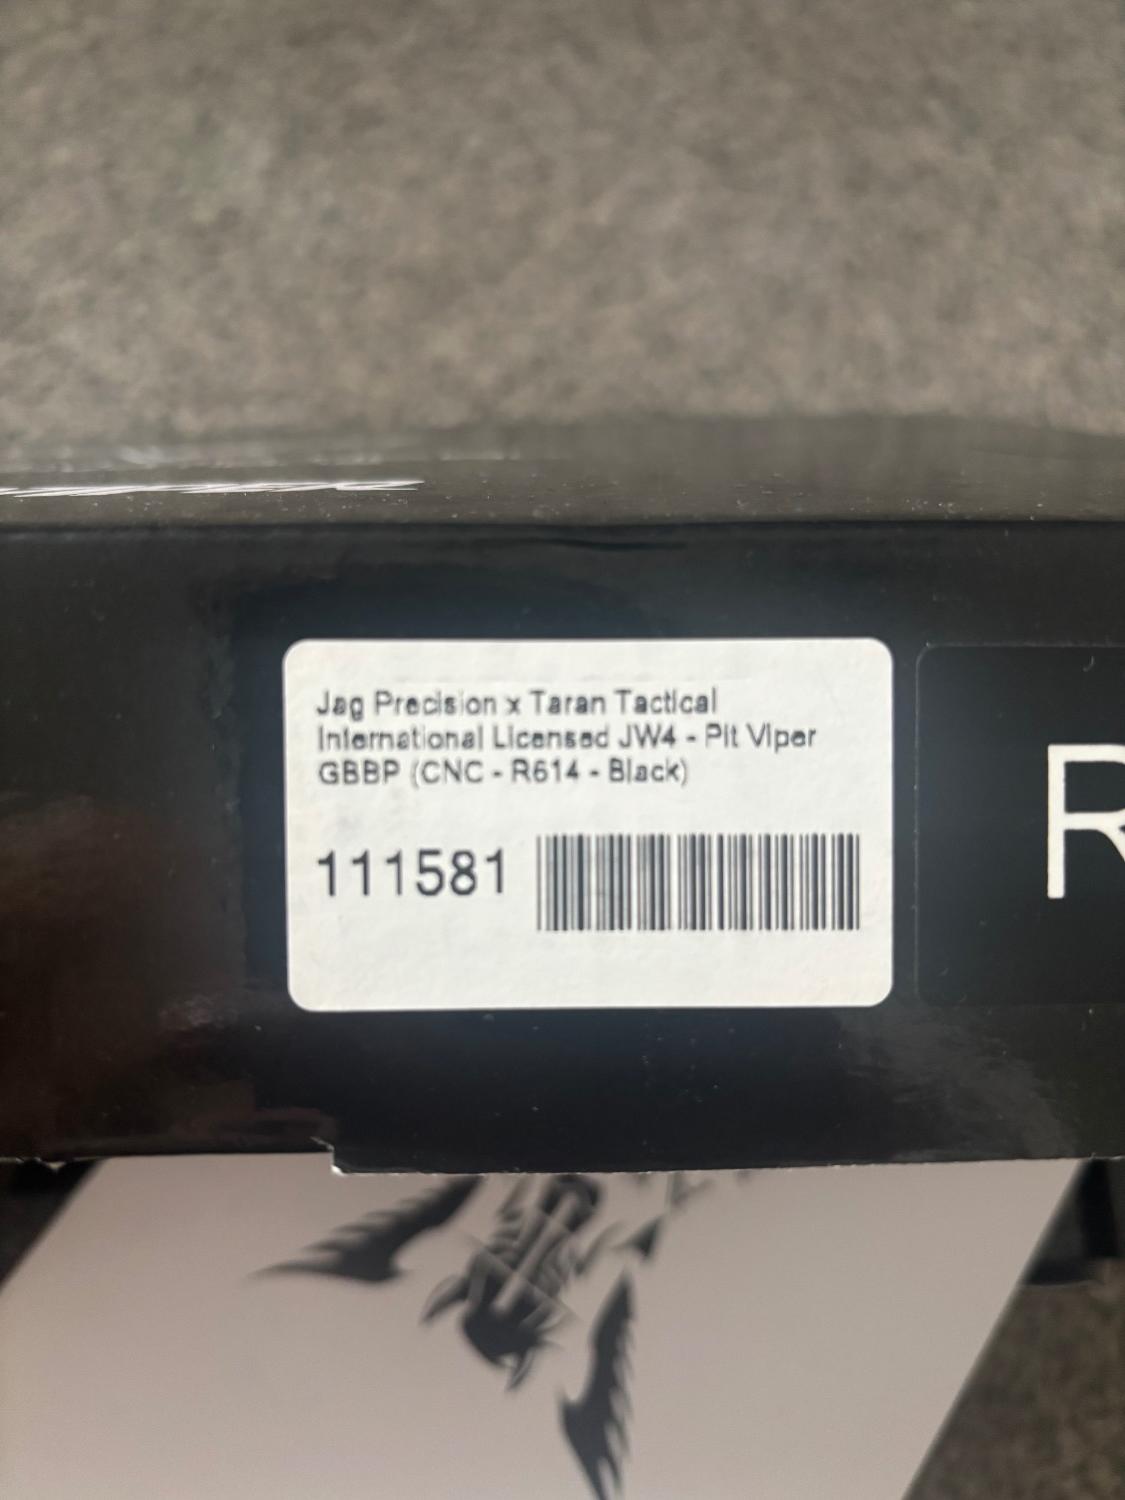 Jag Precision x Taran Tactical
International Licensed JW4 - Pit Viper
GBBP (CNC - R614 - Black)
111581
R